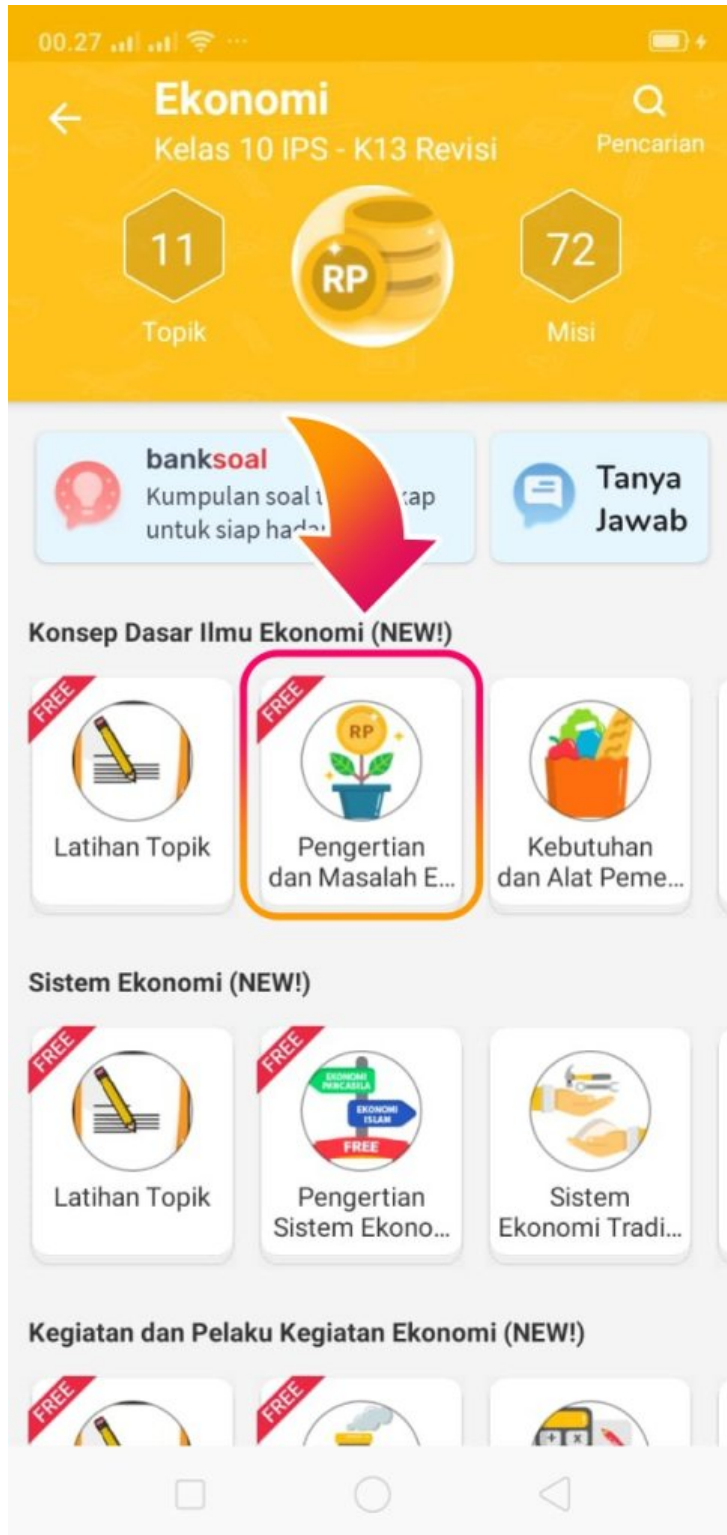 00.27
Ekonomi
Kelas 10 IPS - K13 Revisi
Pencarian
11
RP
72
Topik
Misi
banksoal
Kumpulan soal
untuk siap
Tanya
Jawab
Konsep Dasar Ilmu Ekonomi (NEW!)
FREE
FREE
RP
Latihan Topik
Pengertian
dan Masalah E...
Kebutuhan
dan Alat Peme...
Sistem Ekonomi (NEW!)
FREE
FREE
EKONOMI
PANCASILA
EKONOMI
ISLAM
FREE
Latihan Topik
Pengertian
Sistem Ekono...
Sistem
Ekonomi Tradi...
Kegiatan dan Pelaku Kegiatan Ekonomi (NEW!)
FREE
FREE